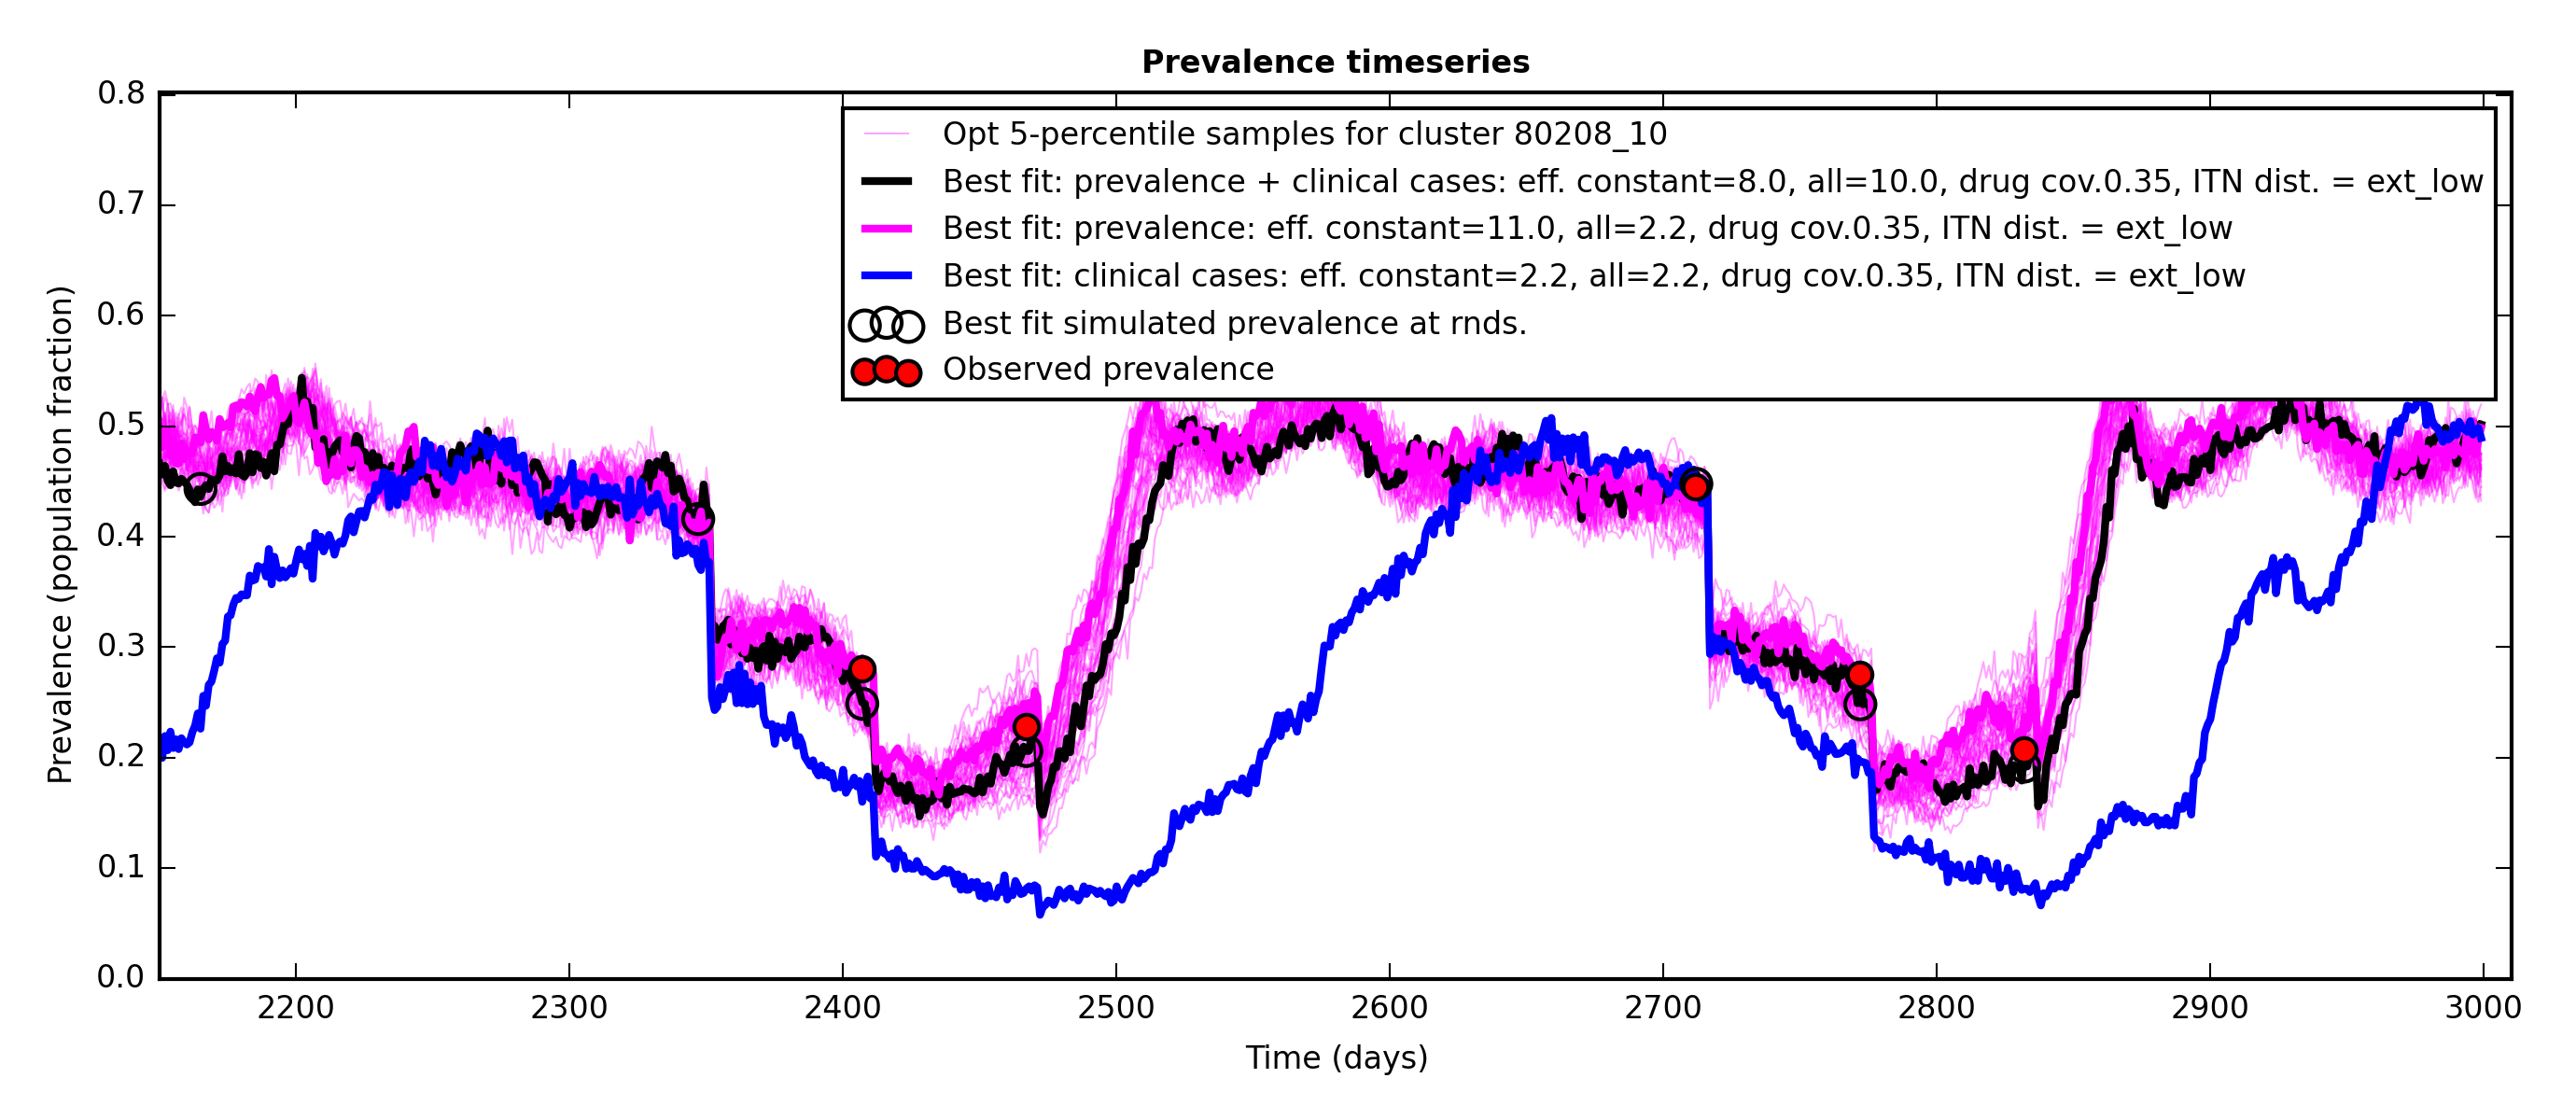 Prevalence timeseries
Prevalence (population fraction)
0.8
0.7
0.6
0.5
0.4
0.3
0.2
0.1
0.0
Opt 5-percentile samples for cluster 80208_10
Best fit: prevalence + clinical cases: eff. constant=8.0, all=10.0, drug cov.0.35, ITN dist. = ext_low
Best fit: prevalence: eff. constant=11.0, all=2.2, drug cov.0.35, ITN dist. = ext_low
Best fit: clinical cases: eff. constant=2.2, all=2.2, drug cov.0.35, ITN dist. = ext_low
Best fit simulated prevalence at rnds.
Observed prevalence
2200 2300 2400 2500 2600 2700 2800 2900 3000
Time (days)